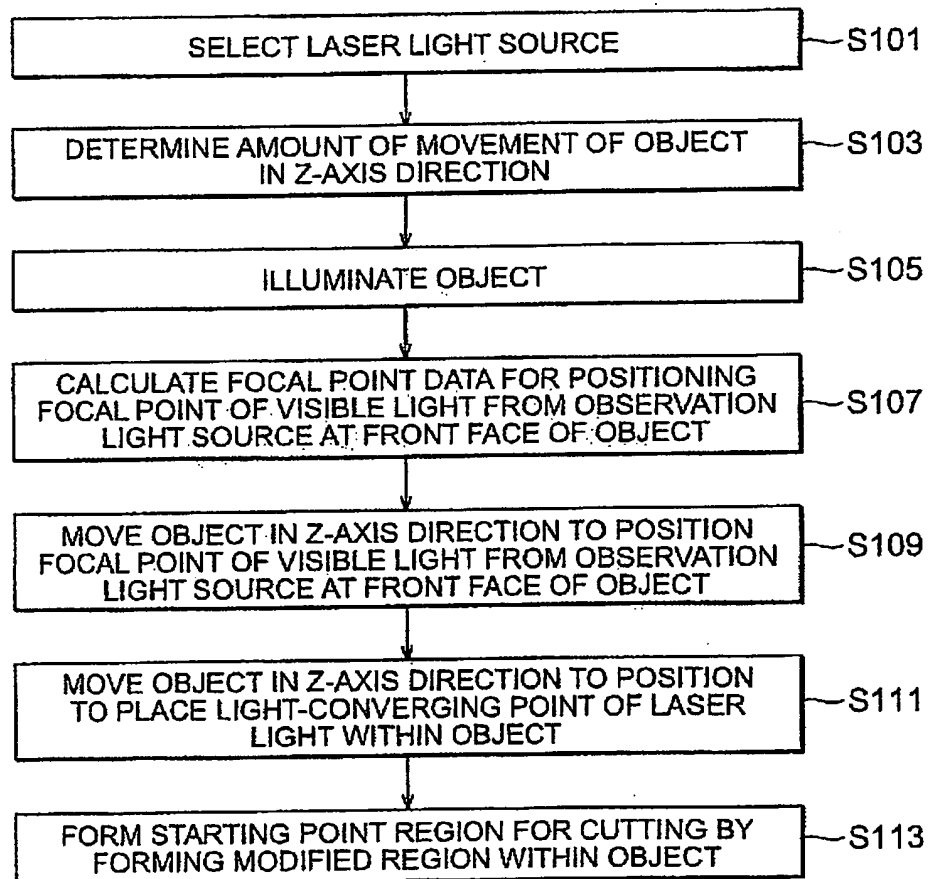 SELECT LASER LIGHT SOURCE
S101
DETERMINE AMOUNT OF MOVEMENT OF OBJECT
IN Z-AXIS DIRECTION
S103
ILLUMINATE OBJECT
S105
CALCULATE FOCAL POINT DATA FOR POSITIONING
FOCAL POINT OF VISIBLE LIGHT FROM OBSERVATION
LIGHT SOURCE AT FRONT FACE OF OBJECT
S107
MOVE OBJECT IN Z-AXIS DIRECTION TO POSITION
FOCAL POINT OF VISIBLE LIGHT FROM OBSERVATION
LIGHT SOURCE AT FRONT FACE OF OBJECT
S109
MOVE OBJECT IN Z-AXIS DIRECTION TO POSITION
TO PLACE LIGHT-CONVERGING POINT OF LASER
LIGHT WITHIN OBJECT
S111
FORM STARTING POINT REGION FOR CUTTING BY
FORMING MODIFIED REGION WITHIN OBJECT
S113